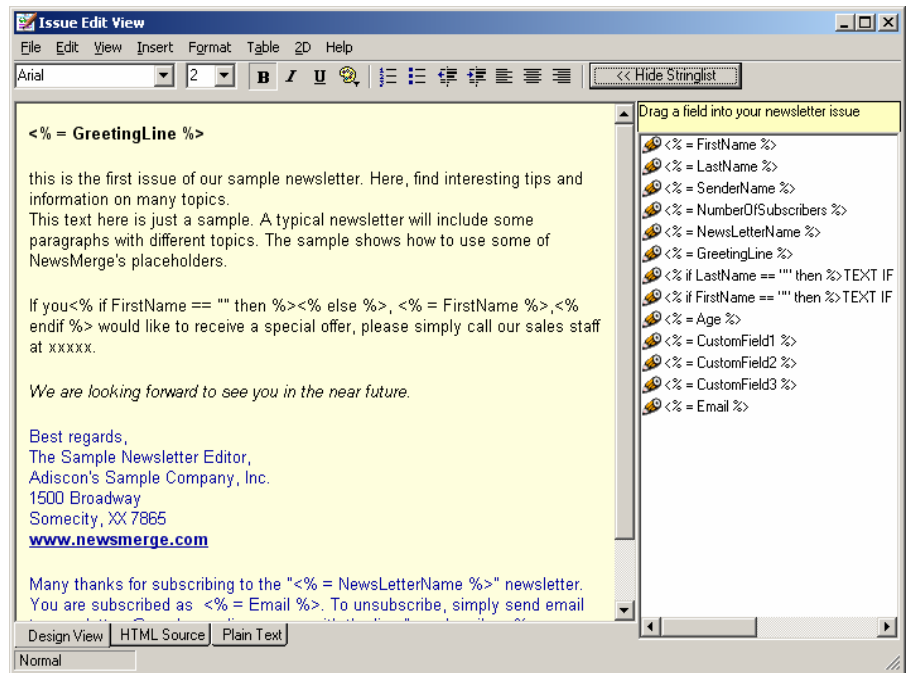 Issue Edit View
File Edit View Insert Format Table 2D Help
Arial 2 B I U << Hide Stringlist
<% = GreetingLine %>
this is the first issue of our sample newsletter. Here, find interesting tips and
information on many topics.
This text here is just a sample. A typical newsletter will include some
paragraphs with different topics. The sample shows how to use some of
NewsMerge's placeholders.
If you<% if FirstName == "" then %><% else %>, <% = FirstName %>,<%
endif %> would like to receive a special offer, please simply call our sales staff
at xxxxx.
We are looking forward to see you in the near future.
Best regards,
The Sample Newsletter Editor,
Adiscon's Sample Company, Inc.
1500 Broadway
Somecity, XX 7865
www.newsmerge.com
Many thanks for subscribing to the "<% = NewsLetterName %>" newsletter.
You are subscribed as <% = Email %>. To unsubscribe, simply send email
Drag a field into your newsletter issue
<% = FirstName %>
<% = LastName %>
<% = SenderName %>
<% = NumberOfSubscribers %>
<% = NewsLetterName %>
<% = GreetingLine %>
<% if LastName == "" then %>TEXT IF
<% if FirstName == "" then %>TEXT IF
<% = Age %>
<% = CustomField1 %>
<% = CustomField2 %>
<% = CustomField3 %>
<% = Email %>
Design View HTML Source Plain Text
Normal